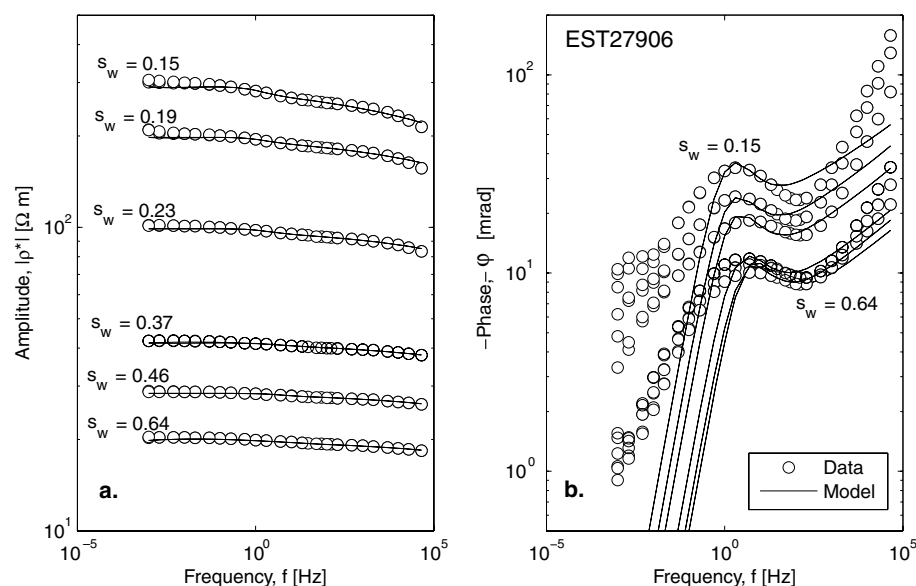 s_w = 0.15
s_w = 0.19
s_w = 0.23
s_w = 0.37
s_w = 0.46
s_w = 0.64
a.
Amplitude, |ρ*| [Ω m]
10^2
10^1
10^-5
10^0
10^5
Frequency, f [Hz]
EST27906
s_w = 0.15
s_w = 0.64
b.
Data
Model
−Phase,− φ [mrad]
10^2
10^1
10^0
10^-5
10^0
10^5
Frequency, f [Hz]